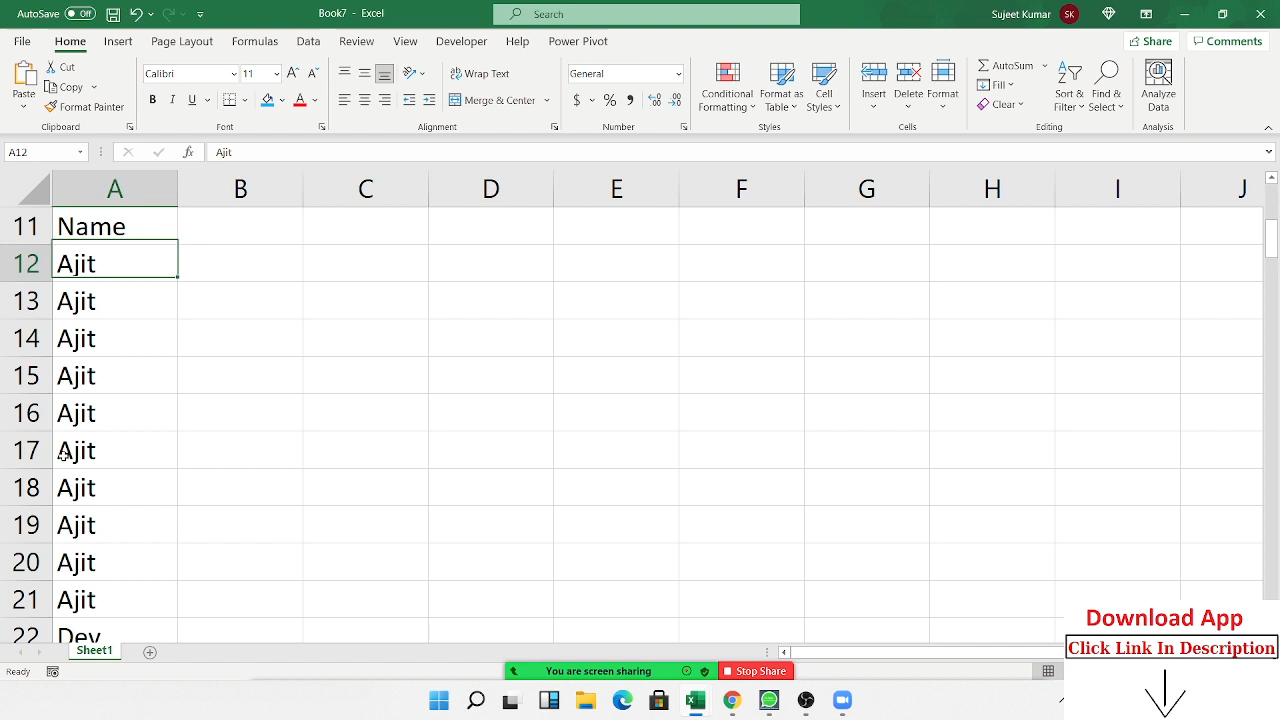 AutoSave Off Book7 - Excel Search Sujeet Kumar SK
File Home Insert Page Layout Formulas Data Review View Developer Help Power Pivot Share Comments
Paste Cut Copy Format Painter
Calibri 11 B I U
Wrap Text Merge & Center
General $ % 9
Conditional Formatting Format as Table Cell Styles
Insert Delete Format
AutoSum Fill Clear Sort & Filter Find & Select
Analyze Data
Clipboard Font Alignment Number Styles Cells Editing Analysis
A12 fx Ajit
A B C D E F G H I J
11 Name
12 Ajit
13 Ajit
14 Ajit
15 Ajit
16 Ajit
17 Ajit
18 Ajit
19 Ajit
20 Ajit
21 Ajit
22 Dev
Sheet1
Ready You are screen sharing Stop Share
Download App
Click Link In Description